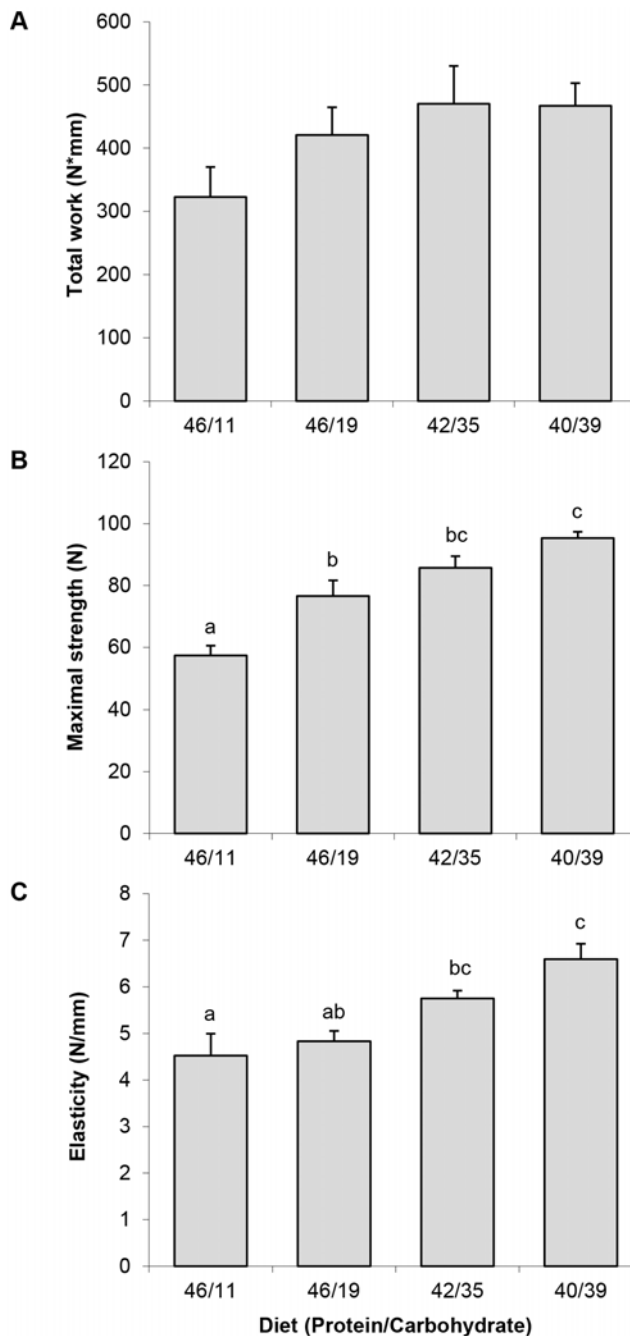 A
Total work (N*mm)
600
500
400
300
200
100
0
46/11 46/19 42/35 40/39
B
Maximal strength (N)
120
100
80
60
40
20
0
a b bc c
46/11 46/19 42/35 40/39
C
Elasticity (N/mm)
8
7
6
5
4
3
2
1
0
a ab bc c
46/11 46/19 42/35 40/39
Diet (Protein/Carbohydrate)